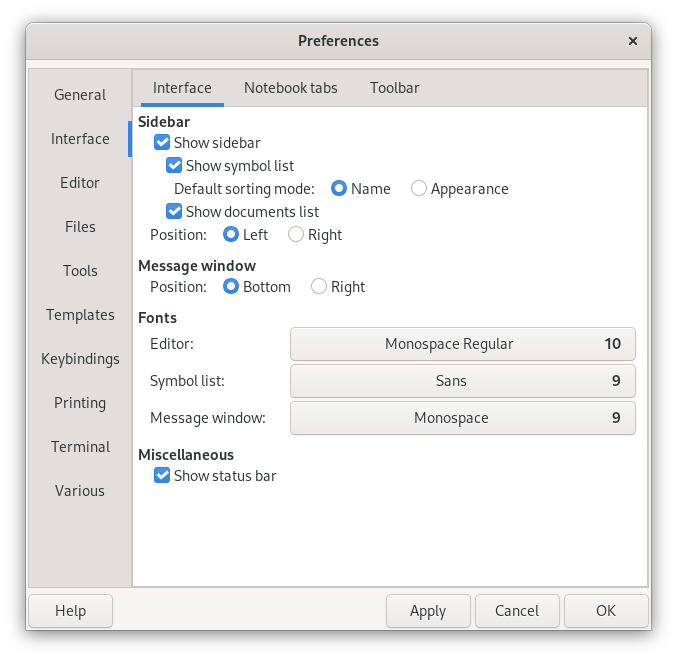 Preferences
General
Interface
Editor
Files
Tools
Templates
Keybindings
Printing
Terminal
Various
Interface Notebook tabs Toolbar
Sidebar
Show sidebar
Show symbol list
Default sorting mode: Name Appearance
Show documents list
Position: Left Right
Message window
Position: Bottom Right
Fonts
Editor: Monospace Regular 10
Symbol list: Sans 9
Message window: Monospace 9
Miscellaneous
Show status bar
Help Apply Cancel OK